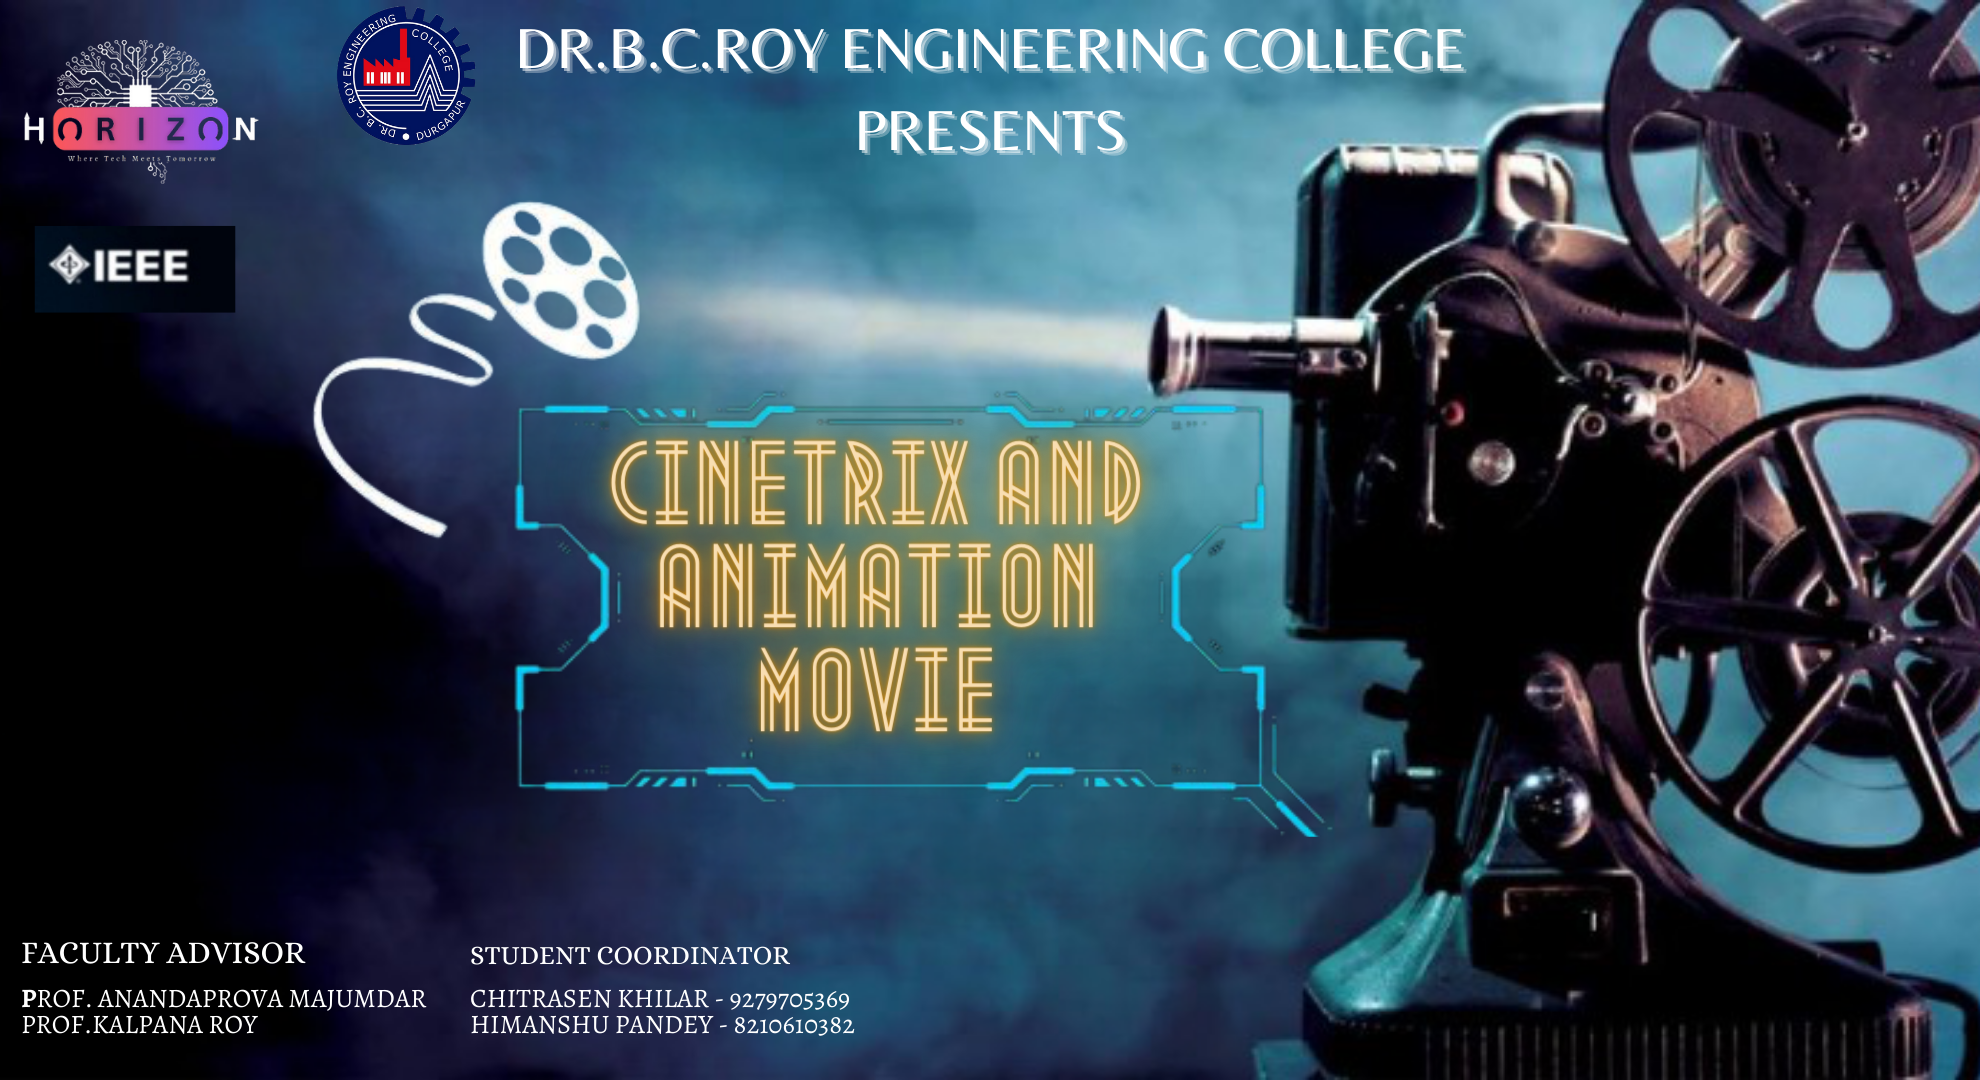 DR.B.C.ROY ENGINEERING COLLEGE
PRESENTS
HORIZON
Where Tech Meets Tomorrow
DR. B.C. ROY ENGINEERING COLLEGE
DURGAPUR
IEEE
CINETRIX AND
ANIMATION
MOVIE
FACULTY ADVISOR
PROF. ANANDAPROVA MAJUMDAR
PROF.KALPANA ROY
STUDENT COORDINATOR
CHITRASEN KHILAR - 9279705369
HIMANSHU PANDEY - 8210610382